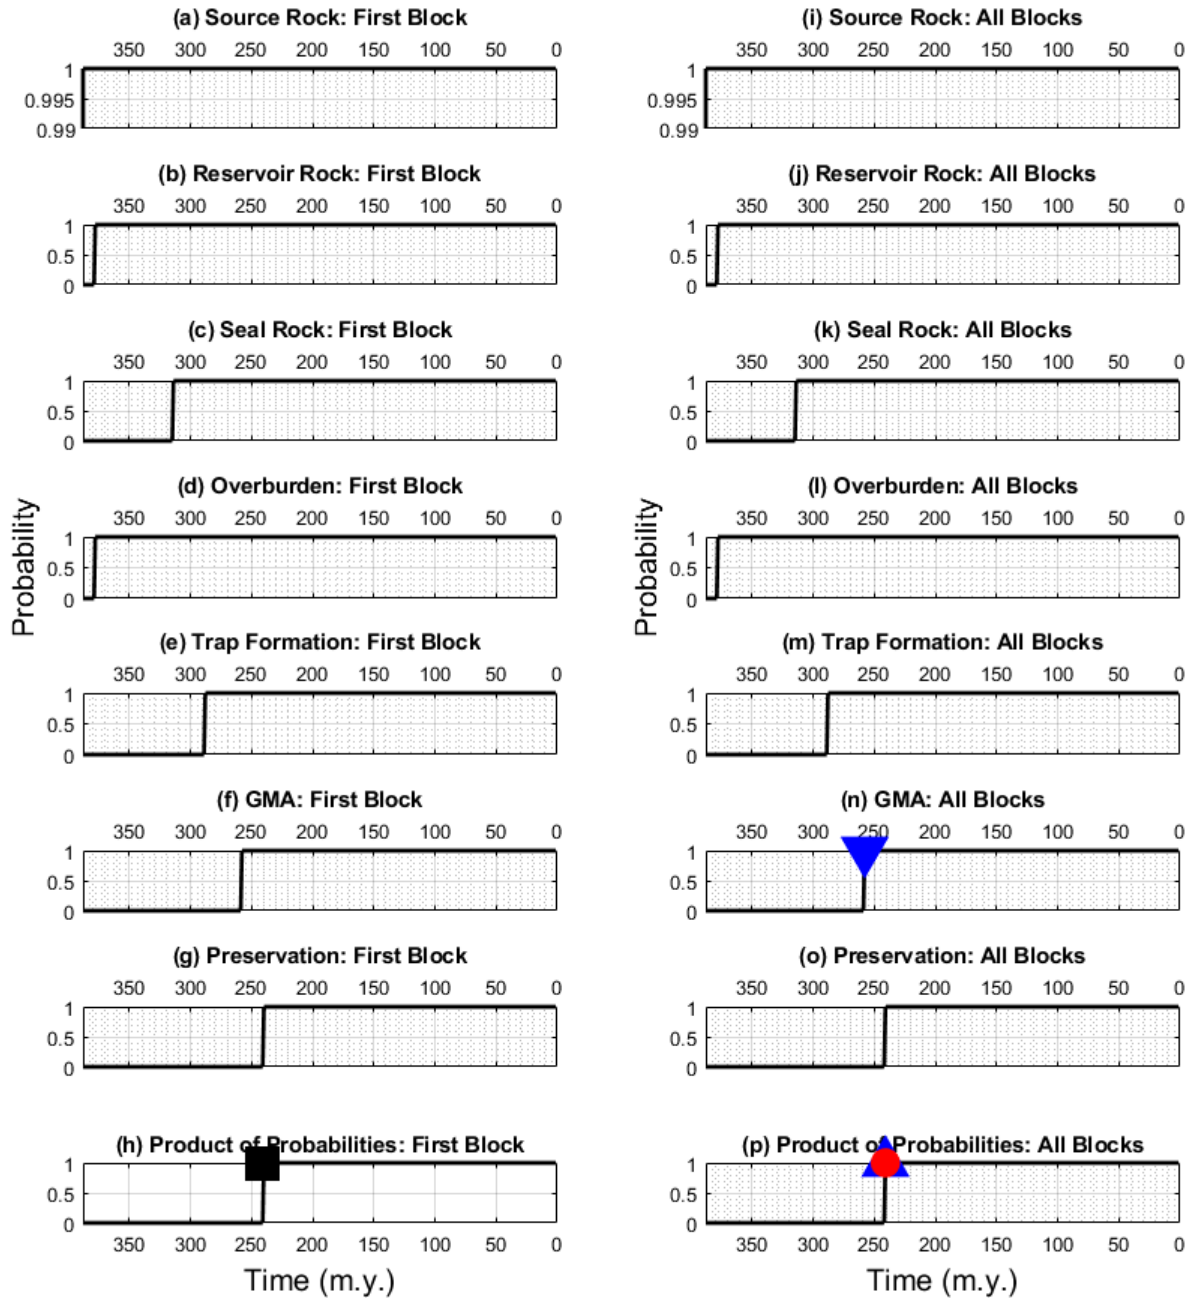 (a) Source Rock: First Block
350 300 250 200 150 100 50 0
1
0.995
0.99
(b) Reservoir Rock: First Block
350 300 250 200 150 100 50 0
1
0.5
0
(c) Seal Rock: First Block
350 300 250 200 150 100 50 0
1
0.5
0
(d) Overburden: First Block
350 300 250 200 150 100 50 0
1
0.5
0
(e) Trap Formation: First Block
350 300 250 200 150 100 50 0
1
0.5
0
(f) GMA: First Block
350 300 250 200 150 100 50 0
1
0.5
0
(g) Preservation: First Block
350 300 250 200 150 100 50 0
1
0.5
0
(h) Product of Probabilities: First Block
1
0.5
0
350 300 250 200 150 100 50 0
Time (m.y.)
Probability
(i) Source Rock: All Blocks
350 300 250 200 150 100 50 0
1
0.995
0.99
(j) Reservoir Rock: All Blocks
350 300 250 200 150 100 50 0
1
0.5
0
(k) Seal Rock: All Blocks
350 300 250 200 150 100 50 0
1
0.5
0
(l) Overburden: All Blocks
350 300 250 200 150 100 50 0
1
0.5
0
(m) Trap Formation: All Blocks
350 300 250 200 150 100 50 0
1
0.5
0
(n) GMA: All Blocks
350 300 250 200 150 100 50 0
1
0.5
0
(o) Preservation: All Blocks
350 300 250 200 150 100 50 0
1
0.5
0
(p) Product of Probabilities: All Blocks
1
0.5
0
350 300 250 200 150 100 50 0
Time (m.y.)
Probability